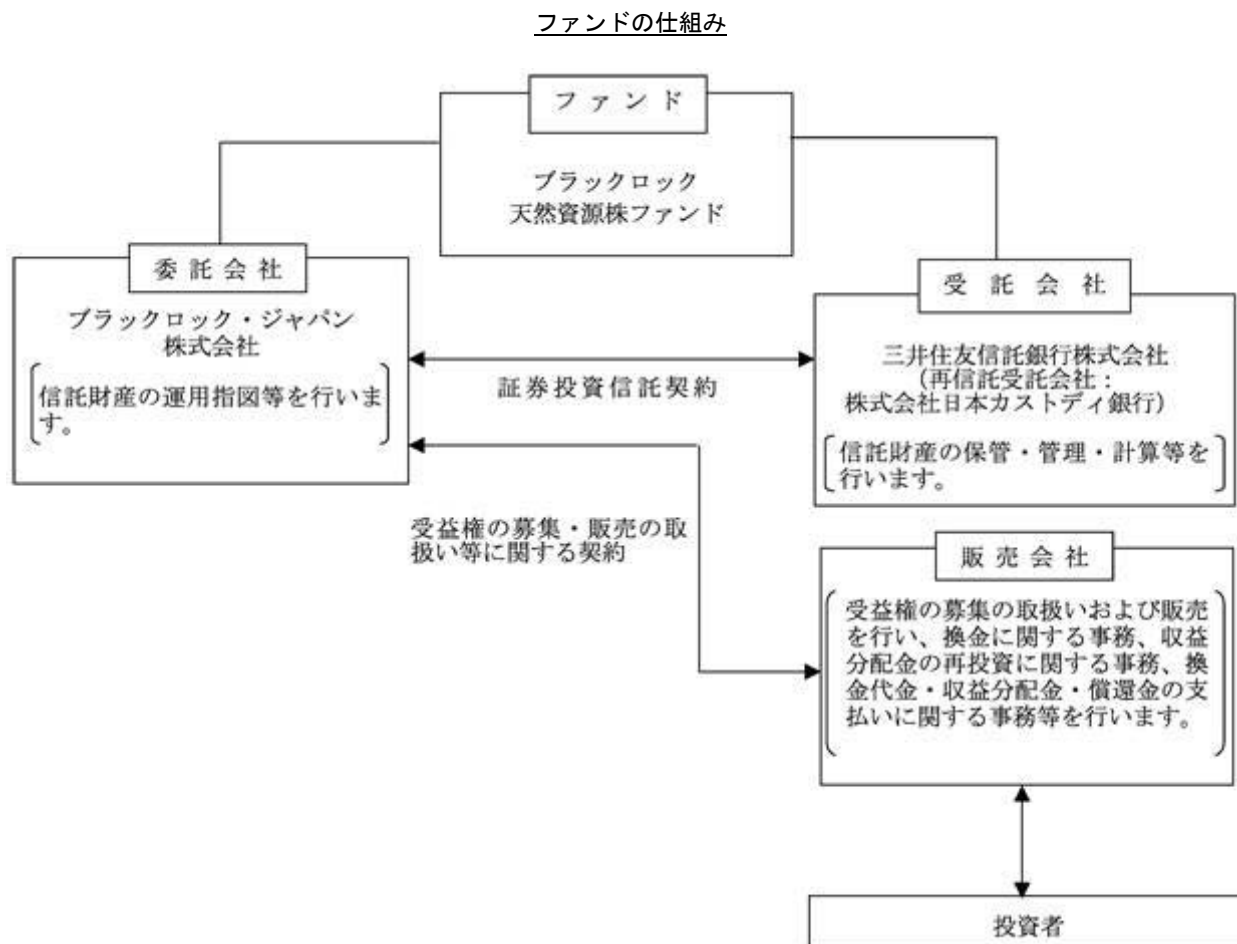 ファンドの仕組み
ファンド
ブラックロック
天然資源株ファンド
委託会社
ブラックロック・ジャパン
株式会社
信託財産の運用指図等を行いま
す。
証券投資信託契約
受託会社
三井住友信託銀行株式会社
（再信託受託会社：
株式会社日本カストディ銀行）
信託財産の保管・管理・計算等を
行います。
受益権の募集・販売の取
扱い等に関する契約
販売会社
受益権の募集の取扱いおよび販売
を行い、換金に関する事務、収益
分配金の再投資に関する事務、換
金代金・収益分配金・償還金の支
払いに関する事務等を行います。
投資者